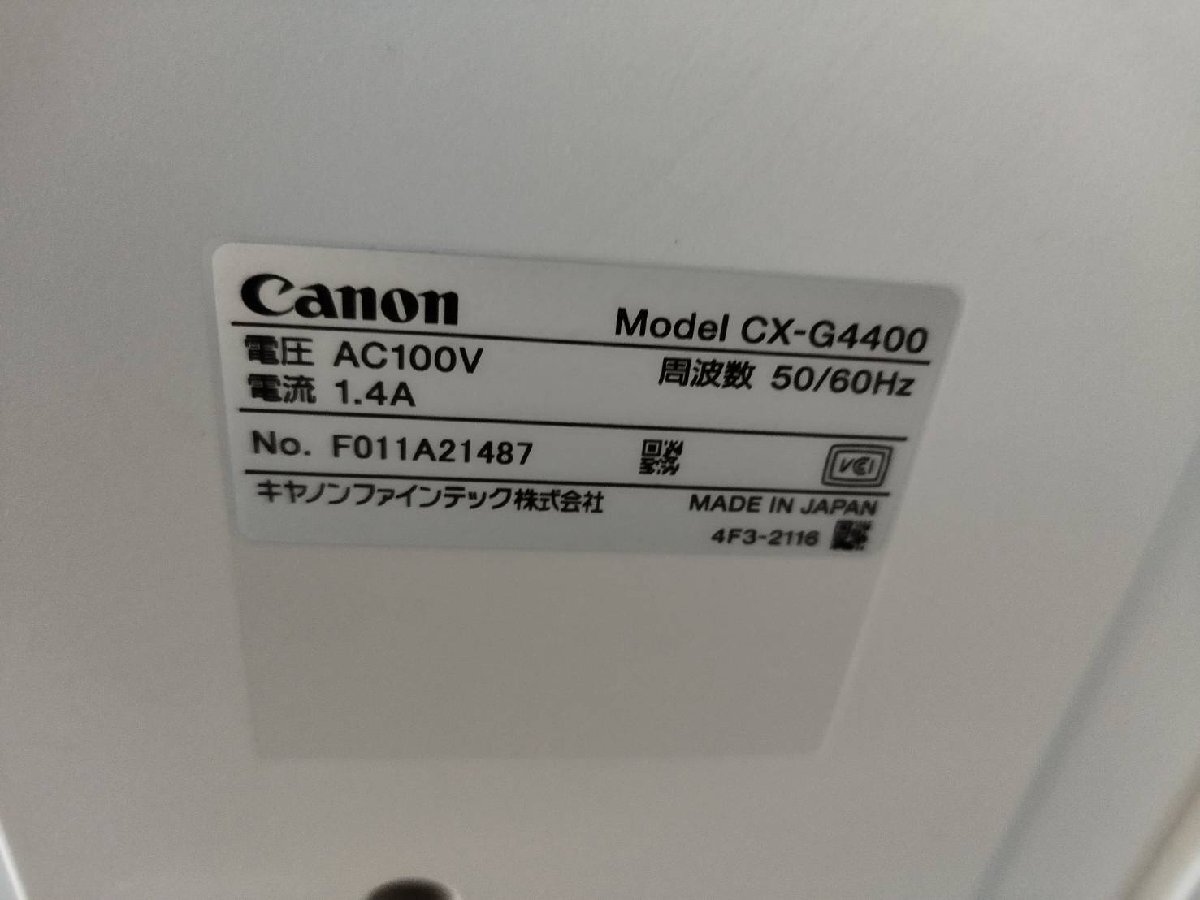 Canon
Model CX-G4400
電圧 AC100V
周波数 50/60Hz
電流 1.4A
No. F011A21487
VCI
キヤノンファインテック株式会社
MADE IN JAPAN
4F3-2116